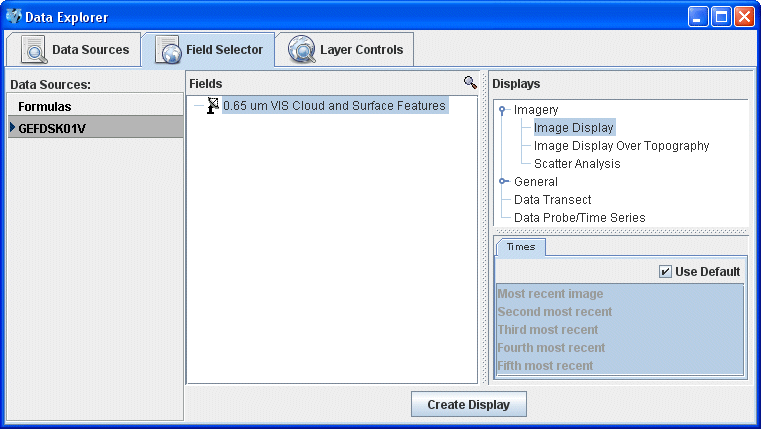 Data Explorer
Data Sources
Field Selector
Layer Controls
Data Sources:
Formulas
GEFDSK01V
Fields
0.65 um VIS Cloud and Surface Features
Displays
Imagery
Image Display
Image Display Over Topography
Scatter Analysis
General
Data Transect
Data Probe/Time Series
Times
Use Default
Most recent image
Second most recent
Third most recent
Fourth most recent
Fifth most recent
Create Display